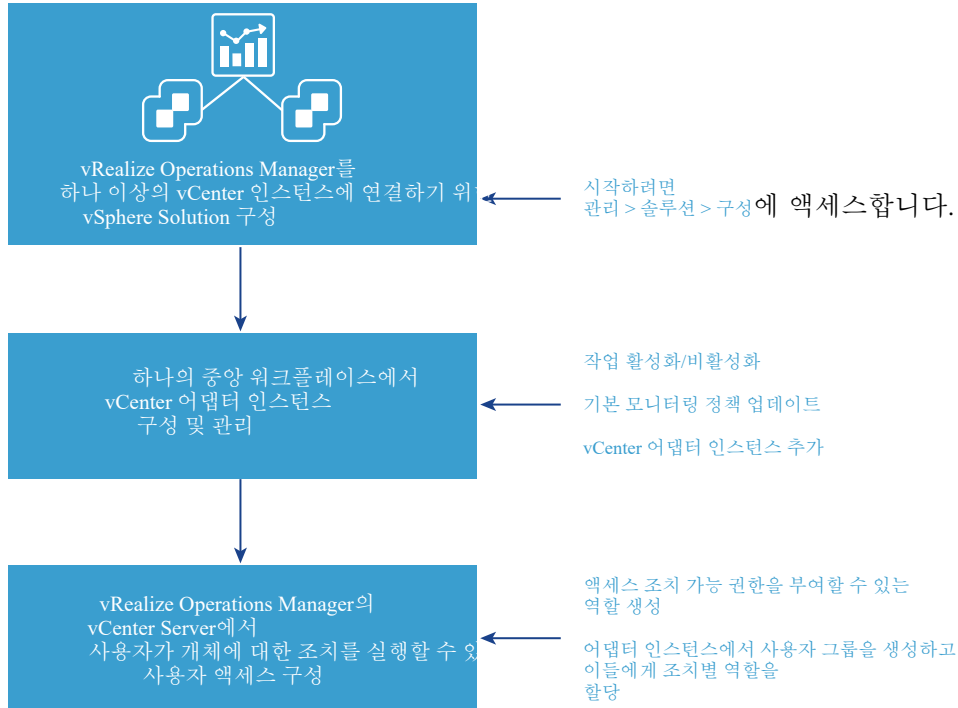 vRealize Operations Manager를
하나 이상의 vCenter 인스턴스에 연결하기 위
vSphere Solution 구성
시작하려면
관리 > 솔루션 > 구성에 액세스합니다.
하나의 중앙 워크플레이스에서
vCenter 어댑터 인스턴스
구성 및 관리
작업 활성화/비활성화
기본 모니터링 정책 업데이트
vCenter 어댑터 인스턴스 추가
vRealize Operations Manager의
vCenter Server에서
사용자가 개체에 대한 조치를 실행할 수
사용자 액세스 구성
액세스 조치 가능 권한을 부여할 수 있는
역할 생성
어댑터 인스턴스에서 사용자 그룹을 생성하고
이들에게 조치별 역할을
할당